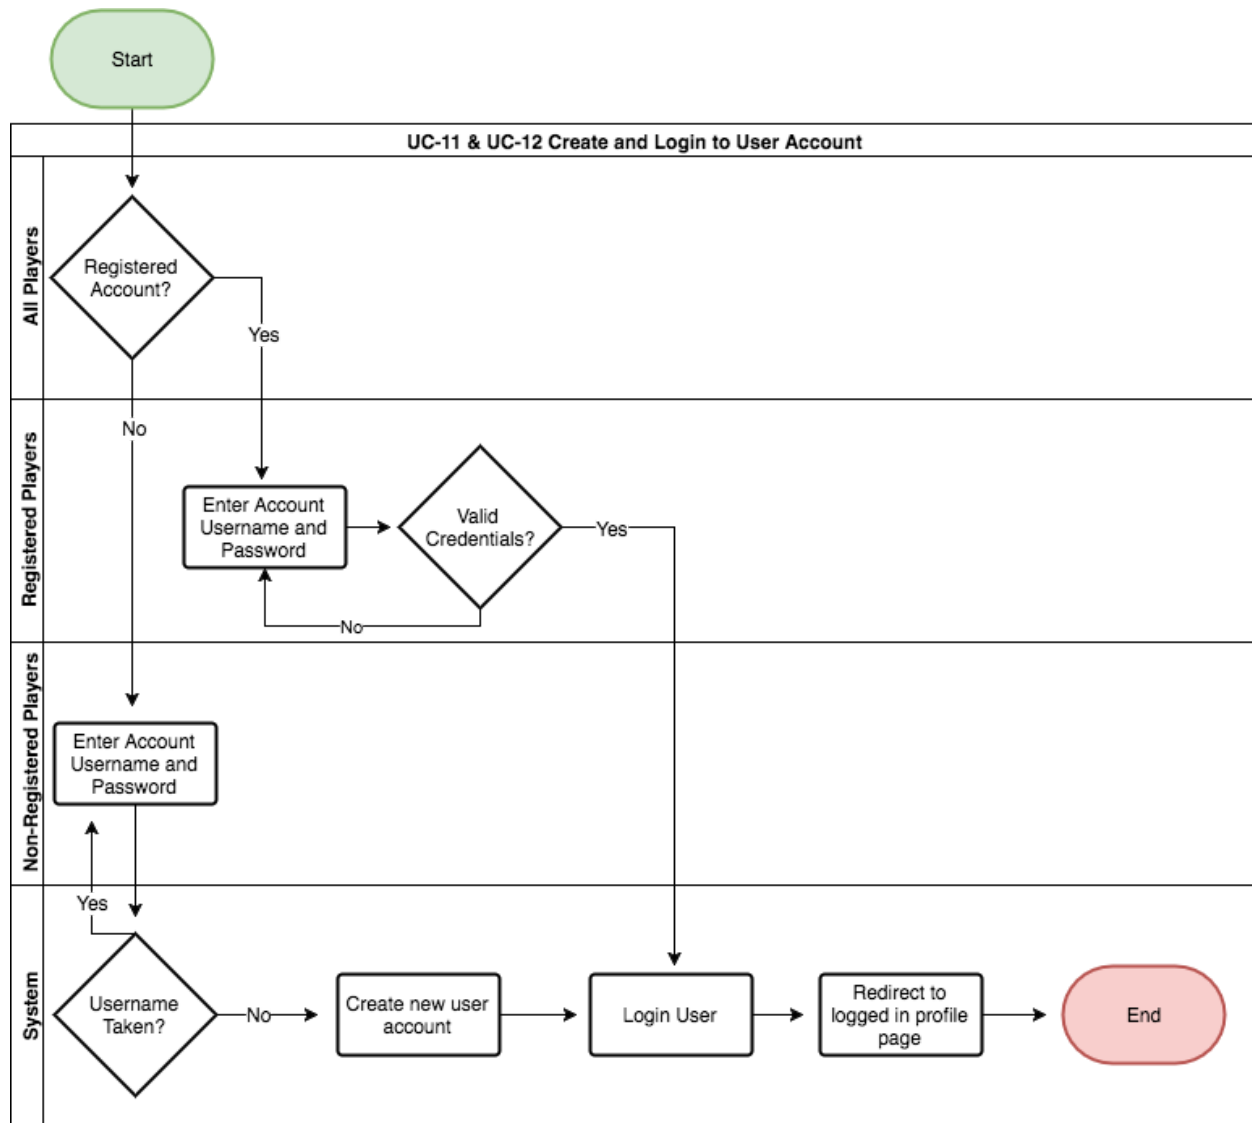 Start
UC-11 & UC-12 Create and Login to User Account
All Players
Registered
Account?
Yes
No
Registered Players
Enter Account
Username and
Password
Valid
Credentials?
Yes
No
Non-Registered Players
Enter Account
Username and
Password
Yes
System
Username
Taken?
No
Create new user
account
Login User
Redirect to
logged in profile
page
End